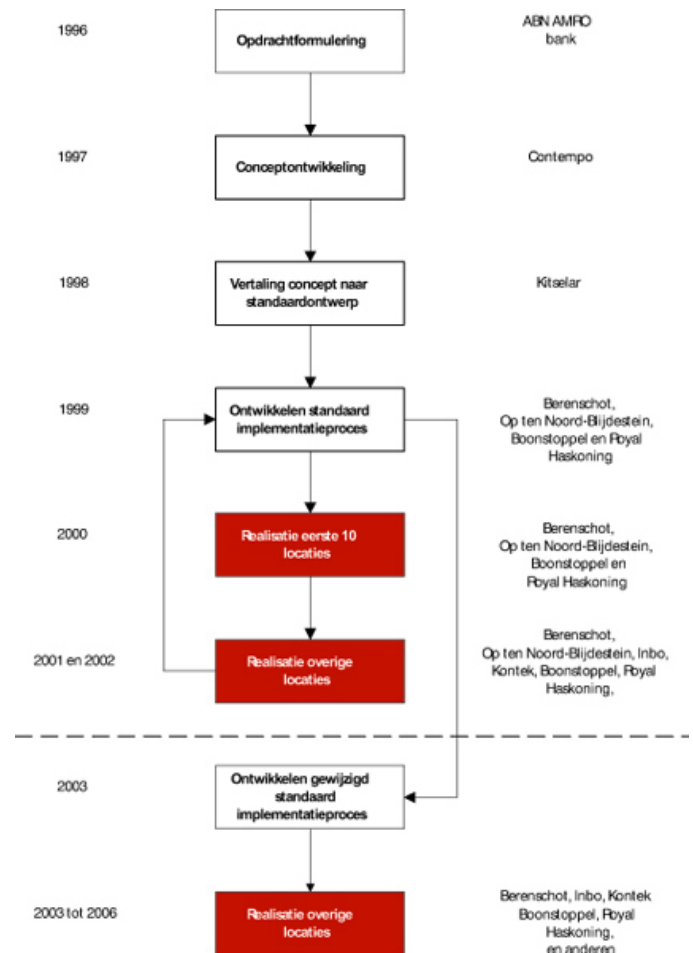 1996
Opdrachtformulering
ABN AMRO
bank
1997
Conceptontwikkeling
Contempo
1998
Vertaling concept naar
standaardontwerp
Kitselar
1999
Ontwikkelen standaard
implementatieproces
Berenschot,
Op ten Noord-Blijdestein,
Boonstoppel en Royal
Haskoning
2000
Realisatie eerste 10
locaties
Berenschot,
Op ten Noord-Blijdestein,
Boonstoppel en
Royal Haskoning
2001 en 2002
Realisatie overige
locaties
Berenschot,
Op ten Noord-Blijdestein, Inbo,
Kontek, Boonstoppel, Royal
Haskoning,
2003
Ontwikkelen gewijzigd
standaard
implementatieproces
2003 tot 2006
Realisatie overige
locaties
Berenschot, Inbo, Kontek
Boonstoppel, Royal
Haskoning,
en anderen